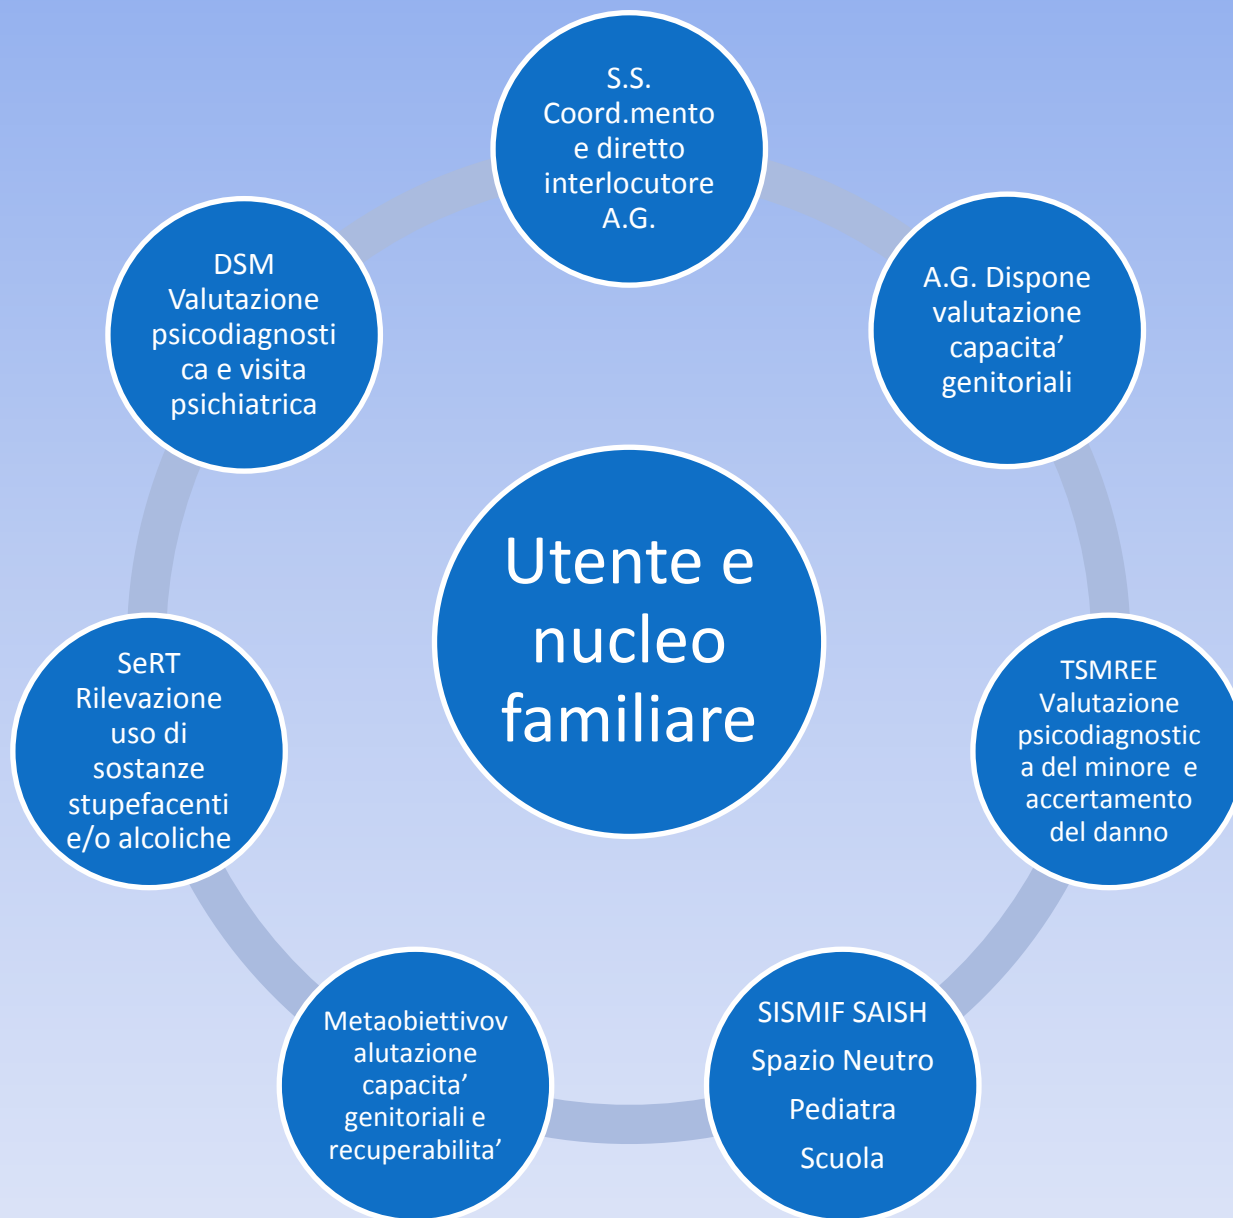 S.S.
Coord.mento
e diretto
interlocutore
A.G.
A.G. Dispone
valutazione
capacita’
genitoriali
TSMREE
Valutazione
psicodiagnostic
a del minore e
accertamento
del danno
SISMIF SAISH
Spazio Neutro
Pediatra
Scuola
Metaobiettivov
alutazione
capacita’
genitoriali e
recuperabilita’
SeRT
Rilevazione
uso di
sostanze
stupefacenti
e/o alcoliche
DSM
Valutazione
psicodiagnosti
ca e visita
psichiatrica
Utente e
nucleo
familiare